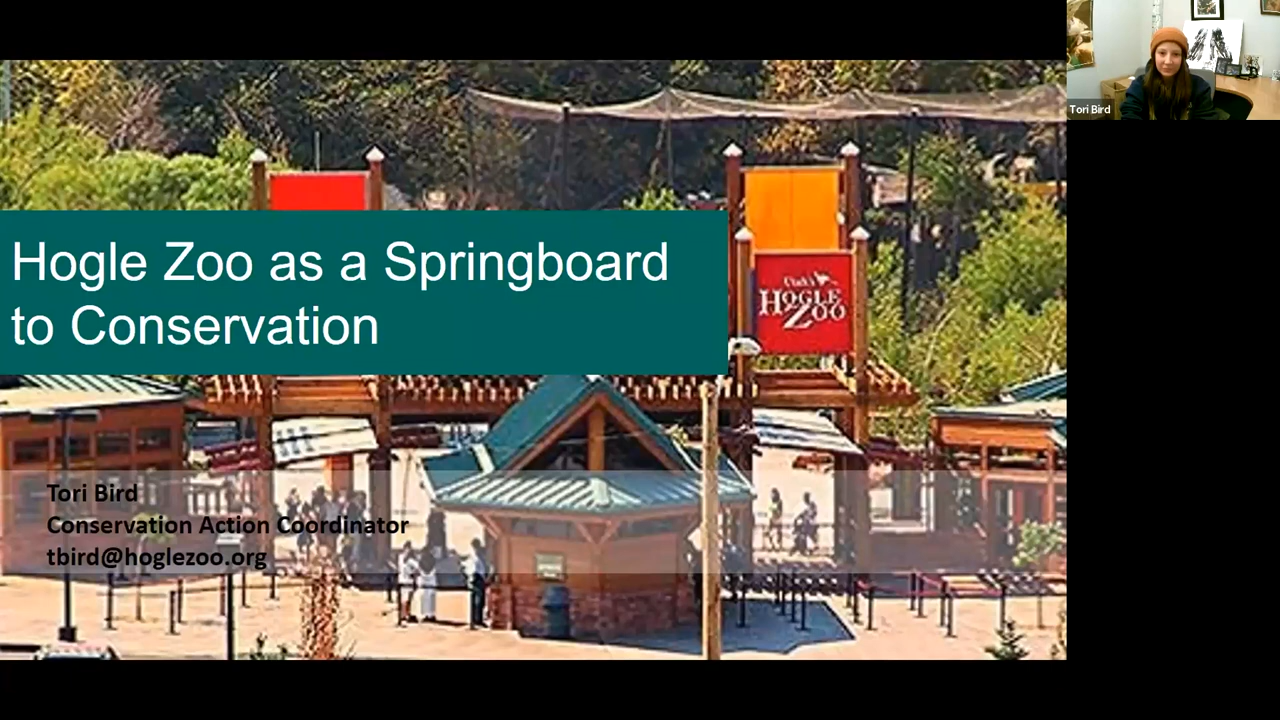 Hogle Zoo as a Springboard
to Conservation
Utah's
HOGLE
ZOO
Tori Bird
Conservation Action Coordinator
tbird@hoglezoo.org
Tori Bird